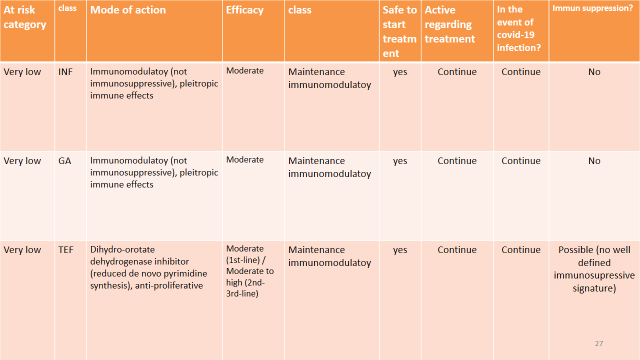 At risk category
class
Mode of action
Efficacy
class
Safe to start treatm ent
Active regarding treatment
In the event of covid-19 infection?
Immun suppression?
Very low
INF
Immunomodulatoy (not immunosuppressive), pleitropic immune effects
Moderate
Maintenance immunomodulatoy
yes
Continue
Continue
No
Very low
GA
Immunomodulatoy (not immunosuppressive), pleitropic immune effects
Moderate
Maintenance immunomodulatoy
yes
Continue
Continue
No
Very low
TEF
Dihydro-orotate dehydrogenase inhibitor (reduced de novo pyrimidine synthesis), anti-proliferative
Moderate (1st-line) / Moderate to high (2nd- 3rd-line)
Maintenance immunomodulatoy
yes
Continue
Continue
Possible (no well defined immunosupressive signature)
27